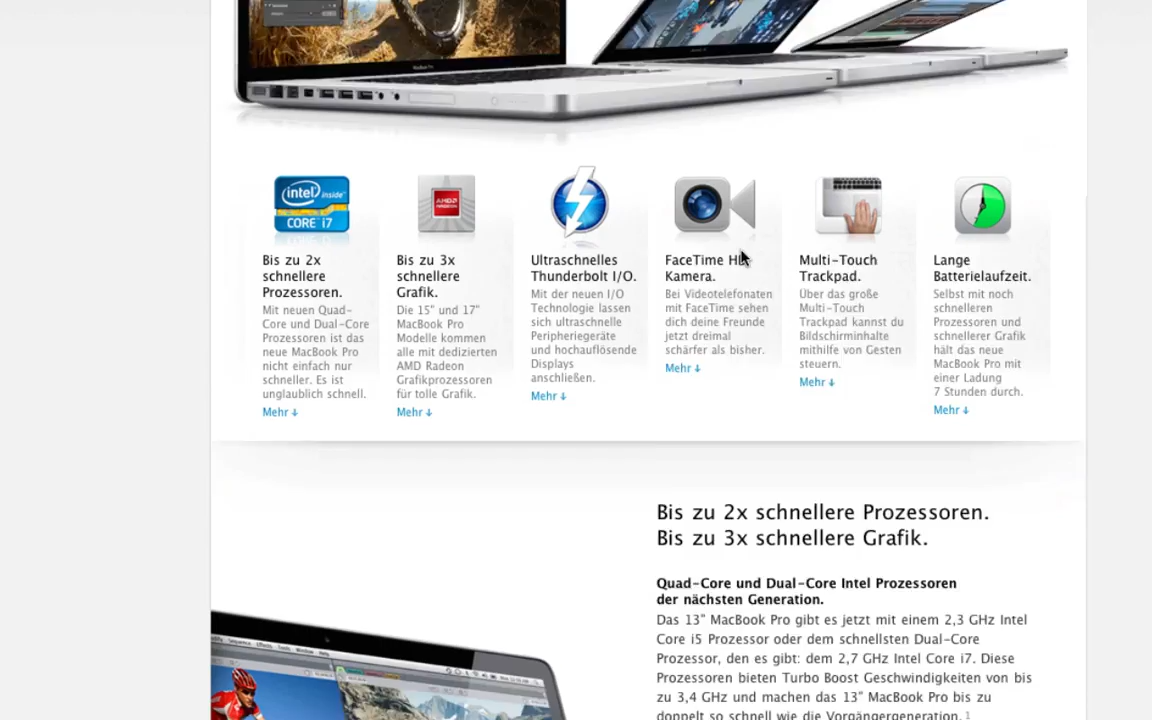 intel inside
CORE i7
AMD
RADEON
Bis zu 2x
schnellere
Prozessoren.
Mit neuen Quad-
Core und Dual-Core
Prozessoren ist das
neue MacBook Pro
nicht einfach nur
schneller. Es ist
unglaublich schnell.
Mehr ↓
Bis zu 3x
schnellere
Grafik.
Die 15" und 17"
MacBook Pro
Modelle kommen
alle mit dedizierten
AMD Radeon
Grafikprozessoren
für tolle Grafik.
Mehr ↓
Ultraschnelles
Thunderbolt I/O.
Mit der neuen I/O
Technologie lassen
sich ultraschnelle
Peripheriegeräte
und hochauflösende
Displays
anschließen.
Mehr ↓
FaceTime HD
Kamera.
Bei Videotelefonaten
mit FaceTime sehen
dich deine Freunde
jetzt dreimal
schärfer als bisher.
Mehr ↓
Multi-Touch
Trackpad.
Über das große
Multi-Touch
Trackpad kannst du
Bildschirminhalte
mithilfe von Gesten
steuern.
Mehr ↓
Lange
Batterielaufzeit.
Selbst mit noch
schnelleren
Prozessoren und
schnellerer Grafik
hält das neue
MacBook Pro mit
einer Ladung
7 Stunden durch.
Mehr ↓
Bis zu 2x schnellere Prozessoren.
Bis zu 3x schnellere Grafik.
Quad-Core und Dual-Core Intel Prozessoren
der nächsten Generation.
Das 13" MacBook Pro gibt es jetzt mit einem 2,3 GHz Intel
Core i5 Prozessor oder dem schnellsten Dual-Core
Prozessor, den es gibt: dem 2,7 GHz Intel Core i7. Diese
Prozessoren bieten Turbo Boost Geschwindigkeiten von bis
zu 3,4 GHz und machen das 13" MacBook Pro bis zu
doppelt so schnell wie die Vorgängergeneration.1